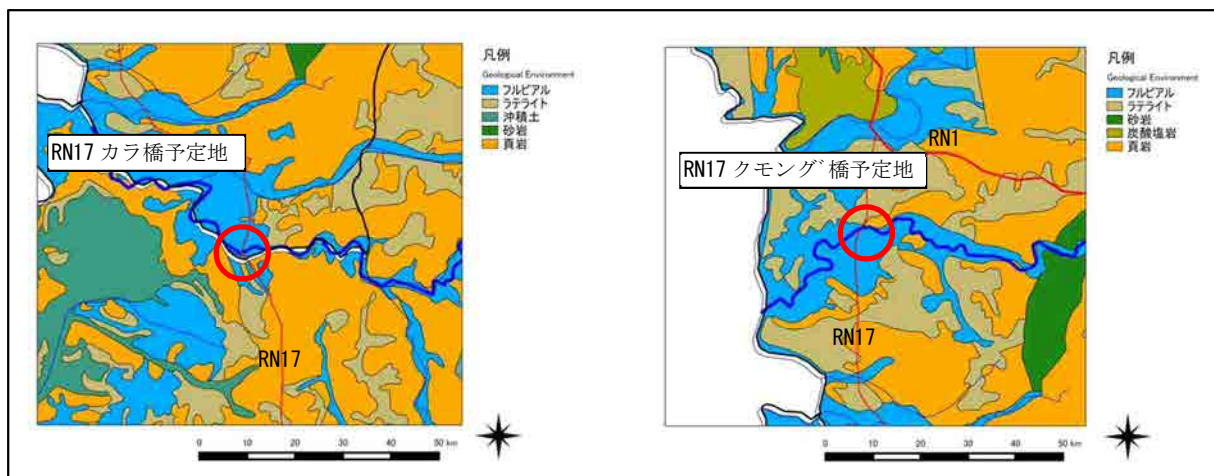 凡例
Geological Environment
フルビアル
ラテライト
沖積土
砂岩
頁岩
RN17 カラ橋予定地
RN17
0 10 20 30 40 50 km
凡例
Geological Environment
フルビアル
ラテライト
砂岩
炭酸塩岩
頁岩
RN1
RN17 クモング橋予定地
RN17
0 10 20 30 40 50 km